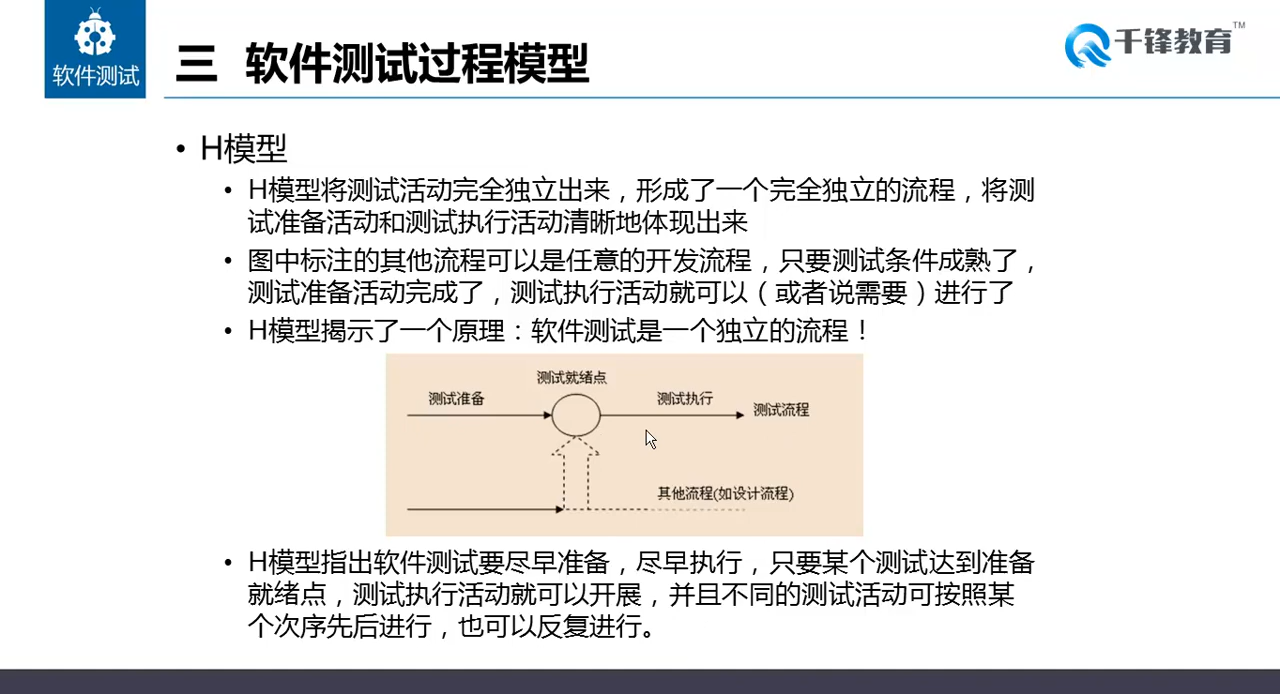 软件测试
三 软件测试过程模型
千锋教育™
• H模型
• H模型将测试活动完全独立出来，形成了一个完全独立的流程，将测
试准备活动和测试执行活动清晰地体现出来
• 图中标注的其他流程可以是任意的开发流程，只要测试条件成熟了，
测试准备活动完成了，测试执行活动就可以（或者说需要）进行了
• H模型揭示了一个原理：软件测试是一个独立的流程！
测试就绪点
测试准备
测试执行
测试流程
其他流程(如设计流程)
• H模型指出软件测试要尽早准备，尽早执行，只要某个测试达到准备
就绪点，测试执行活动就可以开展，并且不同的测试活动可按照某
个次序先后进行，也可以反复进行。